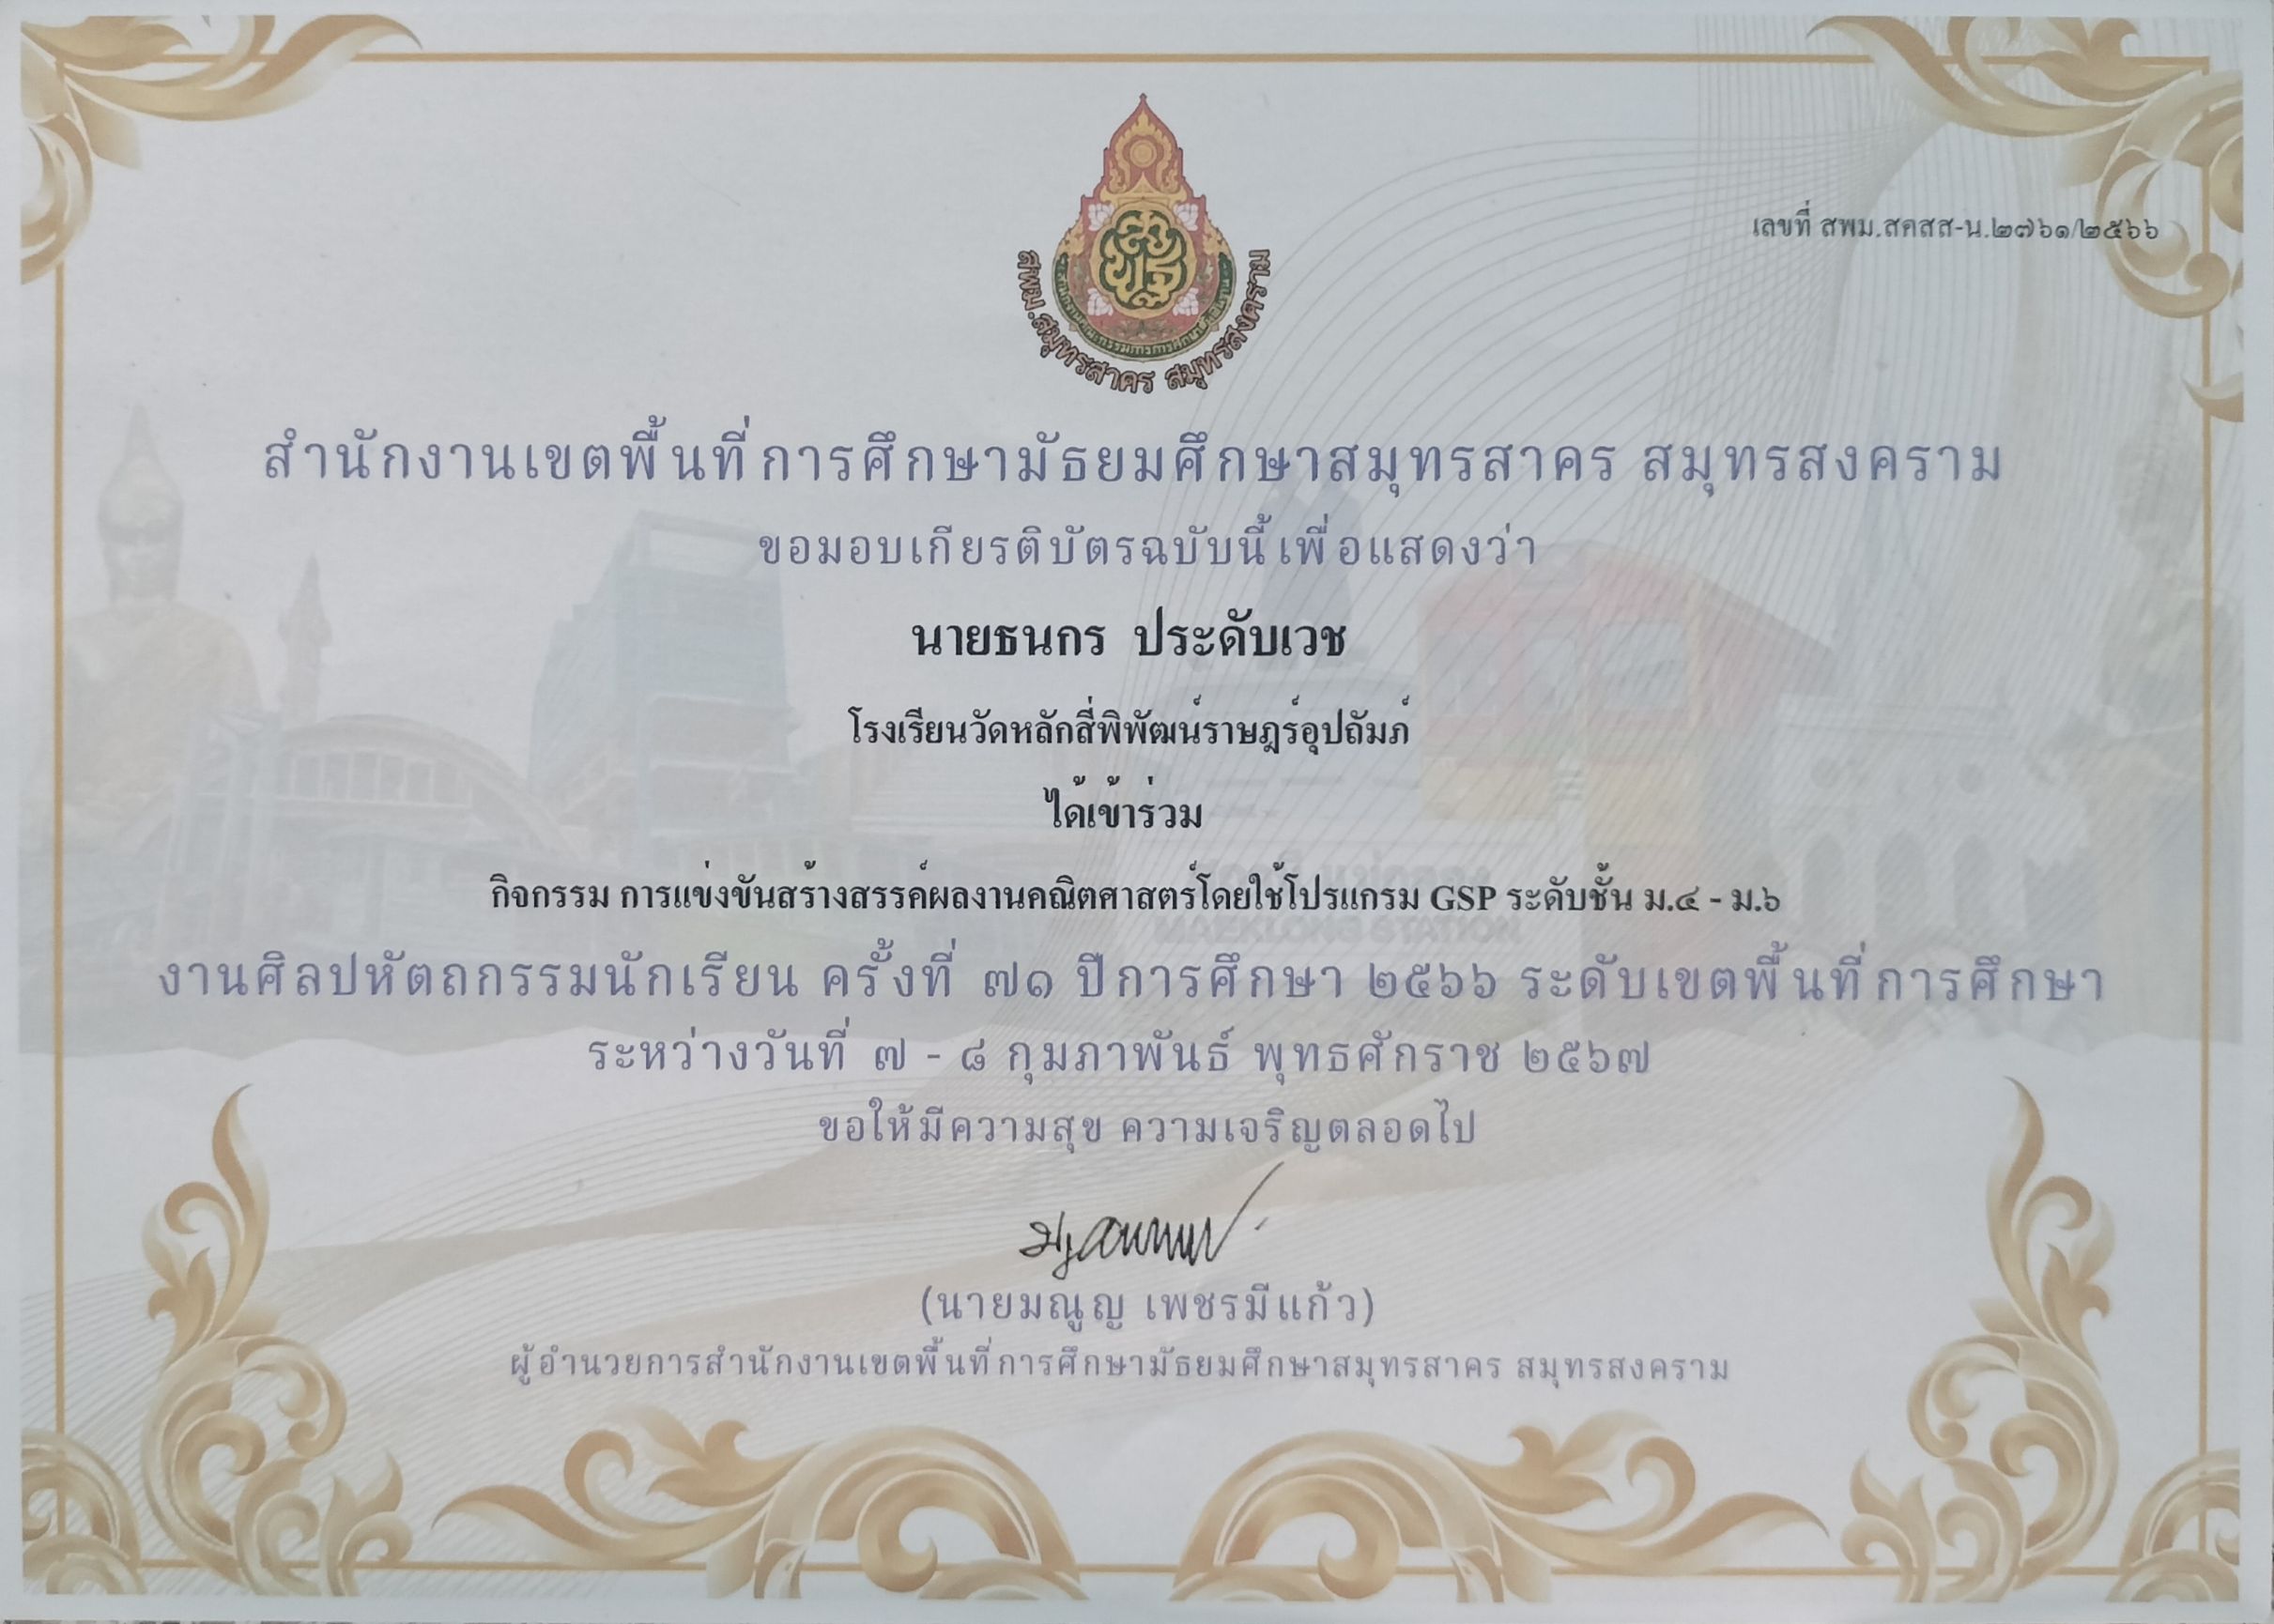 เลขที่ สพม.สคสส-น.๒๗๖๑/๒๕๖๖
สพม.สมุทรสาคร สมุทรสงคราม
สำนักงานเขตพื้นที่การศึกษามัธยมศึกษาสมุทรสาคร สมุทรสงคราม
ขอมอบเกียรติบัตรฉบับนี้เพื่อแสดงว่า
นายธนกร ประดับเวช
โรงเรียนวัดหลักสี่พิพัฒน์ราษฎร์อุปถัมภ์
ได้เข้าร่วม
กิจกรรม การแข่งขันสร้างสรรค์ผลงานคณิตศาสตร์โดยใช้โปรแกรม GSP ระดับชั้น ม.๔ - ม.๖
งานศิลปหัตถกรรมนักเรียน ครั้งที่ ๗๑ ปีการศึกษา ๒๕๖๖ ระดับเขตพื้นที่การศึกษา
ระหว่างวันที่ ๗ - ๘ กุมภาพันธ์ พุทธศักราช ๒๕๖๗
ขอให้มีความสุข ความเจริญตลอดไป
(นายมณูญ เพชรมีแก้ว)
ผู้อำนวยการสำนักงานเขตพื้นที่การศึกษามัธยมศึกษาสมุทรสาคร สมุทรสงคราม